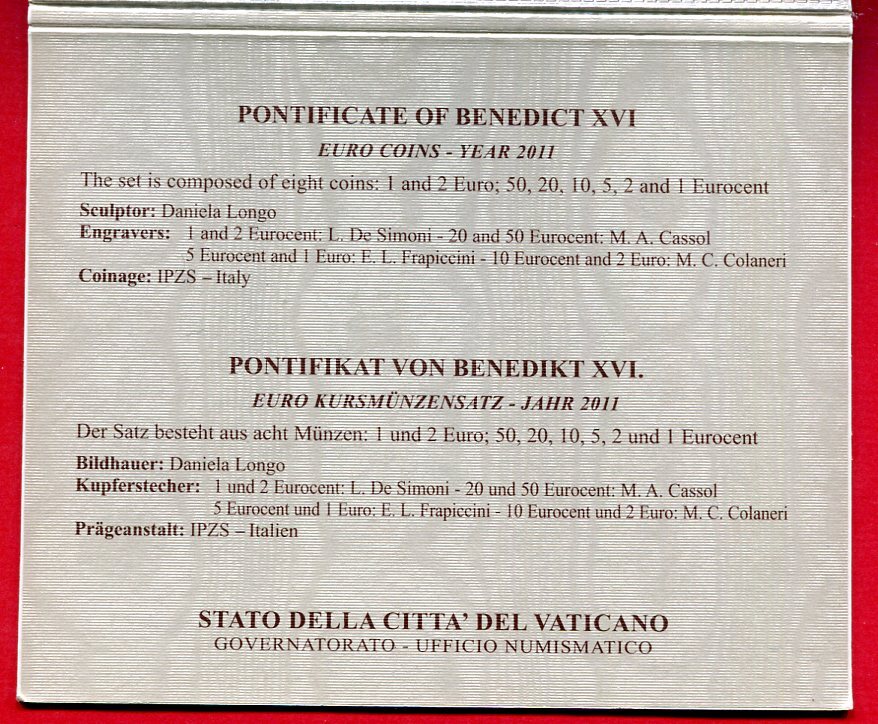 PONTIFICATE OF BENEDICT XVI
EURO COINS - YEAR 2011
The set is composed of eight coins: 1 and 2 Euro; 50, 20, 10, 5, 2 and 1 Eurocent
Sculptor: Daniela Longo
Engravers: 1 and 2 Eurocent: L. De Simoni - 20 and 50 Eurocent: M. A. Cassol
5 Eurocent and 1 Euro: E. L. Frapiccini - 10 Eurocent and 2 Euro: M. C. Colaneri
Coinage: IPZS – Italy
PONTIFIKAT VON BENEDIKT XVI.
EURO KURSMÜNZENSATZ - JAHR 2011
Der Satz besteht aus acht Münzen: 1 und 2 Euro; 50, 20, 10, 5, 2 und 1 Eurocent
Bildhauer: Daniela Longo
Kupferstecher: 1 und 2 Eurocent: L. De Simoni - 20 und 50 Eurocent: M. A. Cassol
5 Eurocent und 1 Euro: E. L. Frapiccini - 10 Eurocent und 2 Euro: M. C. Colaneri
Prägeanstalt: IPZS – Italien
STATO DELLA CITTA’ DEL VATICANO
GOVERNATORATO - UFFICIO NUMISMATICO